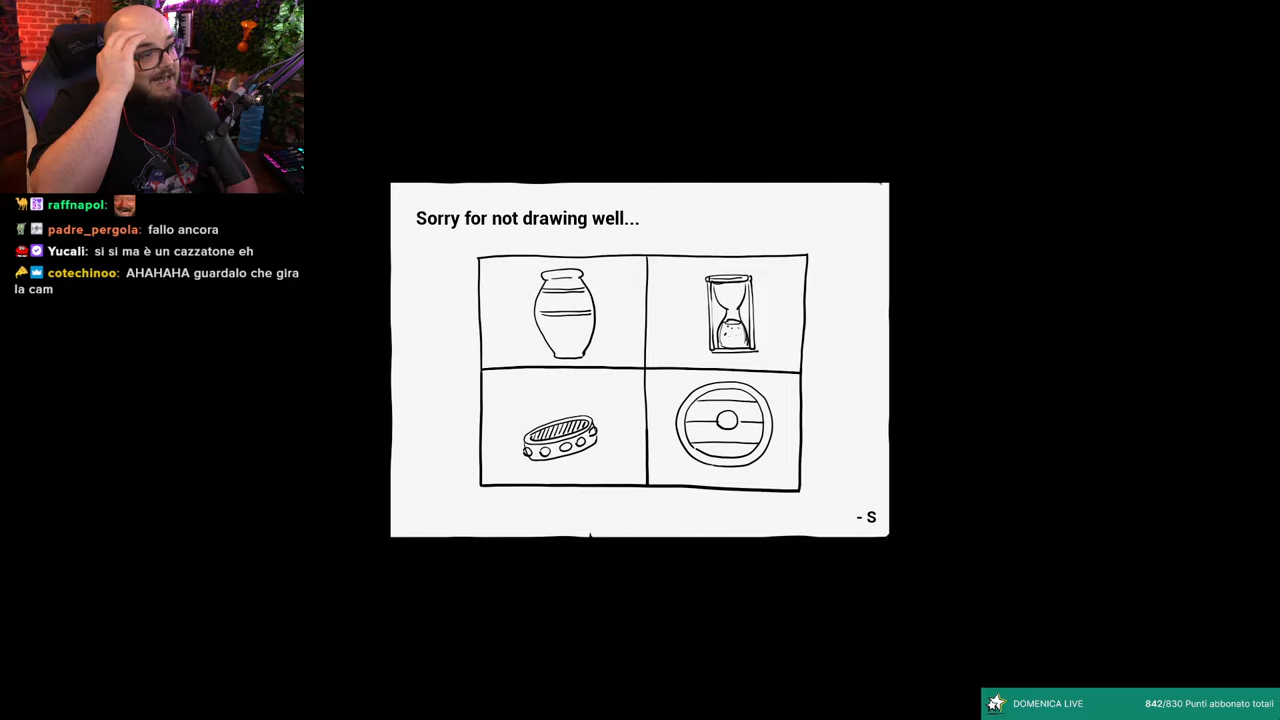 raffnapol:
padre_pergola: fallo ancora
Yucali: si si ma è un cazzatone eh
cotechinoo: AHAHAHA guardalo che gira
la cam
Sorry for not drawing well...
- S
DOMENICA LIVE 842/830 Punti abbonato totali